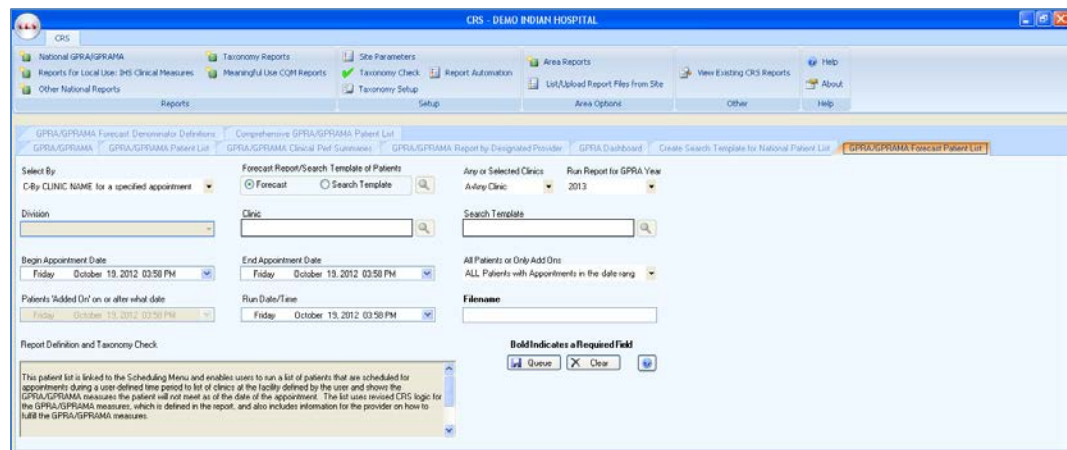 CRS - DEMO INDIAN HOSPITAL
CRS
National GPRA/GPRAMA
Reports for Local Use: IHS Clinical Measures
Other National Reports
Taxonomy Reports
Meaningful Use CQM Reports
Reports
Site Parameters
Taxonomy Check
Report Automation
Taxonomy Setup
Setup
Area Reports
List/Upload Report Files from Site
Area Options
View Existing CRS Reports
Other
Help
About
Help
GPRA/GPRAMA Forecast Denominator Definitions
Comprehensive GPRA/GPRAMA Patient List
GPRA/GPRAMA
GPRA/GPRAMA Patient List
GPRA/GPRAMA Clinical Perf Summaries
GPRA/GPRAMA Report by Designated Provider
GPRA Dashboard
Create Search Template for National Patient List
GPRA/GPRAMA Forecast Patient List
Select By
Forecast Report/Search Template of Patients
Any or Selected Clinics
Run Report for GPRA Year
C-By CLINIC NAME for a specified appointment
Forecast
Search Template
A-Any Clinic
2013
Division
Clinic
Search Template
Begin Appointment Date
End Appointment Date
All Patients or Only Add Ons
Friday October 19, 2012 03:58 PM
Friday October 19, 2012 03:58 PM
ALL Patients with Appointments in the date rang
Patients 'Added On' on or after what date
Run Date/Time
Filename
Friday October 19, 2012 03:58 PM
Friday October 19, 2012 03:58 PM
Report Definition and Taxonomy Check
Bold Indicates a Required Field
Queue
Clear
This patient list is linked to the Scheduling Menu and enables users to run a list of patients that are scheduled for
appointments during a user-defined time period to list of clinics at the facility defined by the user and shows the
GPRA/GPRAMA measures the patient will not meet as of the date of the appointment. The list uses revised CRS logic for
the GPRA/GPRAMA measures, which is defined in the report, and also includes information for the provider on how to
fulfill the GPRA/GPRAMA measures.